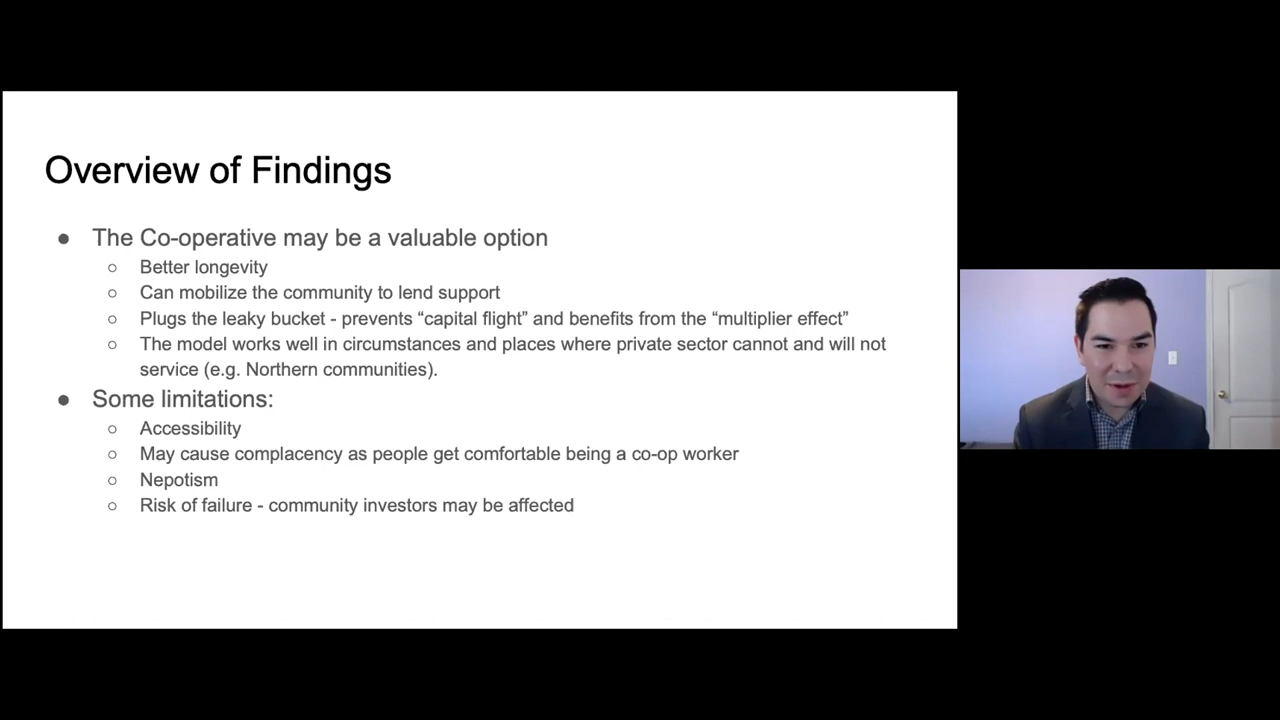 Overview of Findings
● The Co-operative may be a valuable option
○ Better longevity
○ Can mobilize the community to lend support
○ Plugs the leaky bucket - prevents “capital flight” and benefits from the “multiplier effect”
○ The model works well in circumstances and places where private sector cannot and will not
service (e.g. Northern communities).
● Some limitations:
○ Accessibility
○ May cause complacency as people get comfortable being a co-op worker
○ Nepotism
○ Risk of failure - community investors may be affected